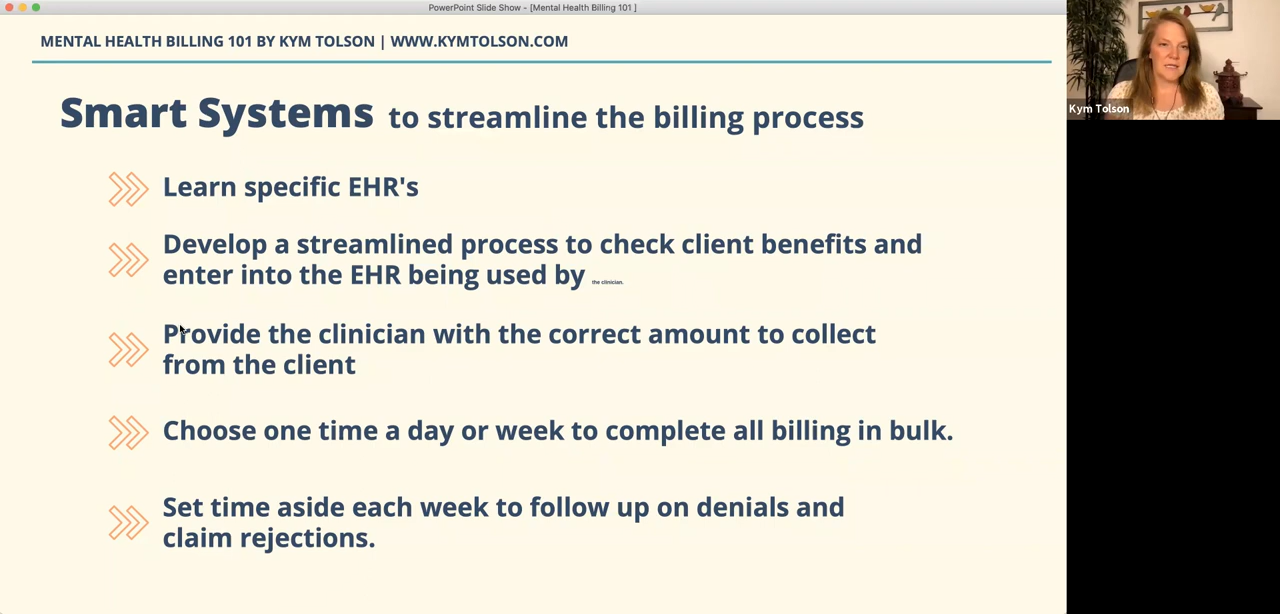 PowerPoint Slide Show - [Mental Health Billing 101 ]
MENTAL HEALTH BILLING 101 BY KYM TOLSON | WWW.KYMTOLSON.COM
Kym Tolson
Smart Systems to streamline the billing process
Learn specific EHR's
Develop a streamlined process to check client benefits and
enter into the EHR being used by the clinician.
Provide the clinician with the correct amount to collect
from the client
Choose one time a day or week to complete all billing in bulk.
Set time aside each week to follow up on denials and
claim rejections.